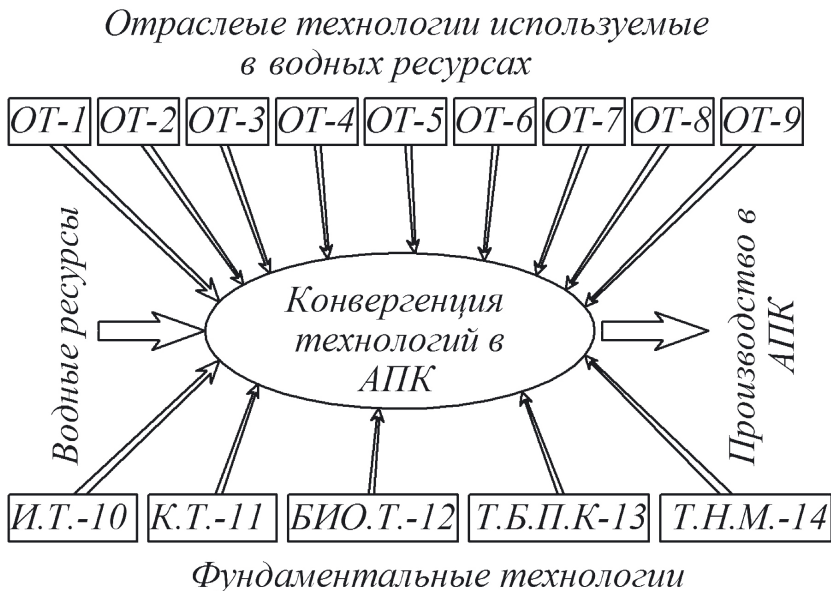 Отраслеые технологии используемые
в водных ресурсах
ОТ-1 ОТ-2 ОТ-3 ОТ-4 ОТ-5 ОТ-6 ОТ-7 ОТ-8 ОТ-9
Водные ресурсы
Конвергенция
технологий в
АПК
Производство в
АПК
И.Т.-10 К.Т.-11 БИО.Т.-12 Т.Б.П.К-13 Т.Н.М.-14
Фундаментальные технологии